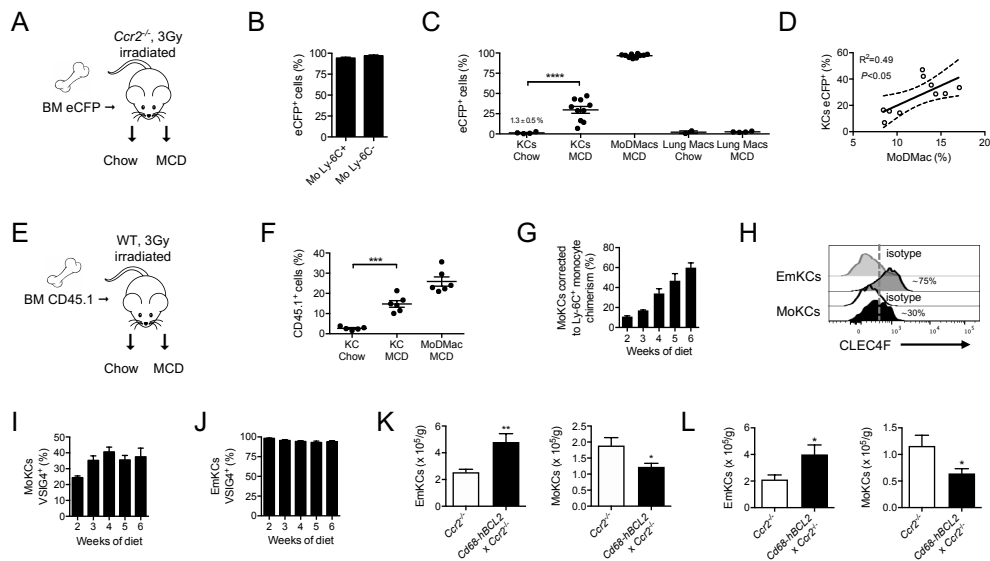 A
Ccr2-/-, 3Gy
irradiated
BM eCFP →
Chow MCD
B
eCFP+ cells (%)
100
75
50
25
0
Mo Ly-6C+
Mo Ly-6C-
C
eCFP+ cells (%)
100
75
50
25
0
****
1.3 ± 0.5 %
KCs KCs MoDMacs Lung Macs Lung Macs
Chow MCD MCD Chow MCD
D
KCs eCFP+ (%)
60
40
20
0
R2=0.49
P<0.05
5 10 15 20
MoDMac (%)
E
WT, 3Gy
irradiated
BM CD45.1 →
Chow MCD
F
CD45.1+ cells (%)
50
40
30
20
10
0
***
KC KC MoDMac
Chow MCD MCD
G
MoKCs corrected
to Ly-6C+ monocyte
chimerism (%)
80
60
40
20
0
2 3 4 5 6
Weeks of diet
H
isotype
EmKCs
~75%
isotype
MoKCs
~30%
0 10³ 10⁴ 10⁵
CLEC4F
I
MoKCs
VSIG4+ (%)
50
40
30
20
10
0
2 3 4 5 6
Weeks of diet
J
EmKCs
VSIG4+ (%)
100
75
50
25
0
2 3 4 5 6
Weeks of diet
K
EmKCs (x 10⁵/g)
6
4
2
0
**
Ccr2-/-
Cd68-hBCL2
x Ccr2-/-
MoKCs (x 10⁵/g)
2.5
2.0
1.5
1.0
0.5
0.0
*
Ccr2-/-
Cd68-hBCL2
x Ccr2-/-
L
EmKCs (x 10⁵/g)
6
4
2
0
*
Ccr2-/-
Cd68-hBCL2
x Ccr2-/-
MoKCs (x 10⁵/g)
1.5
1.0
0.5
0.0
*
Ccr2-/-
Cd68-hBCL2
x Ccr2-/-